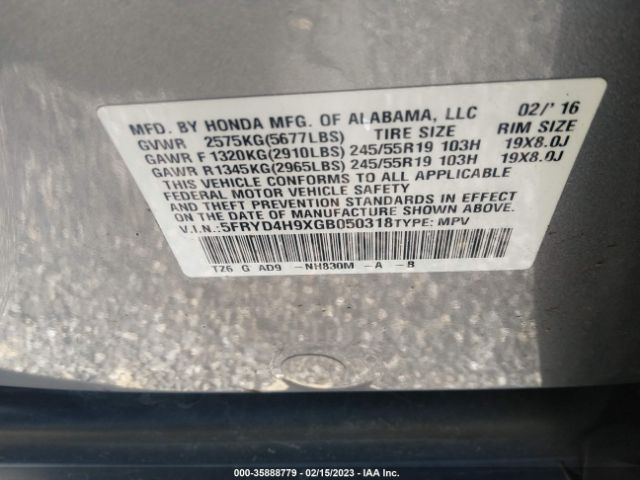 MFD. BY HONDA MFG. OF ALABAMA, LLC 02/' 16
GVWR 2575KG(5677LBS) TIRE SIZE RIM SIZE
GAWR F 1320KG(2910LBS) 245/55R19 103H 19X8.0J
GAWR R1345KG(2965LBS) 245/55R19 103H 19X8.0J
THIS VEHICLE CONFORMS TO ALL APPLICABLE
FEDERAL MOTOR VEHICLE SAFETY
AND THEFT PREVENTION STANDARDS IN EFFECT
ON THE DATE OF MANUFACTURE SHOWN ABOVE.
V.I.N.: 5FRYD4H9XGB050318 TYPE: MPV
TZ6 G AD9 -NH830M -A -B
000-35888779 - 02/15/2023 - IAA Inc.